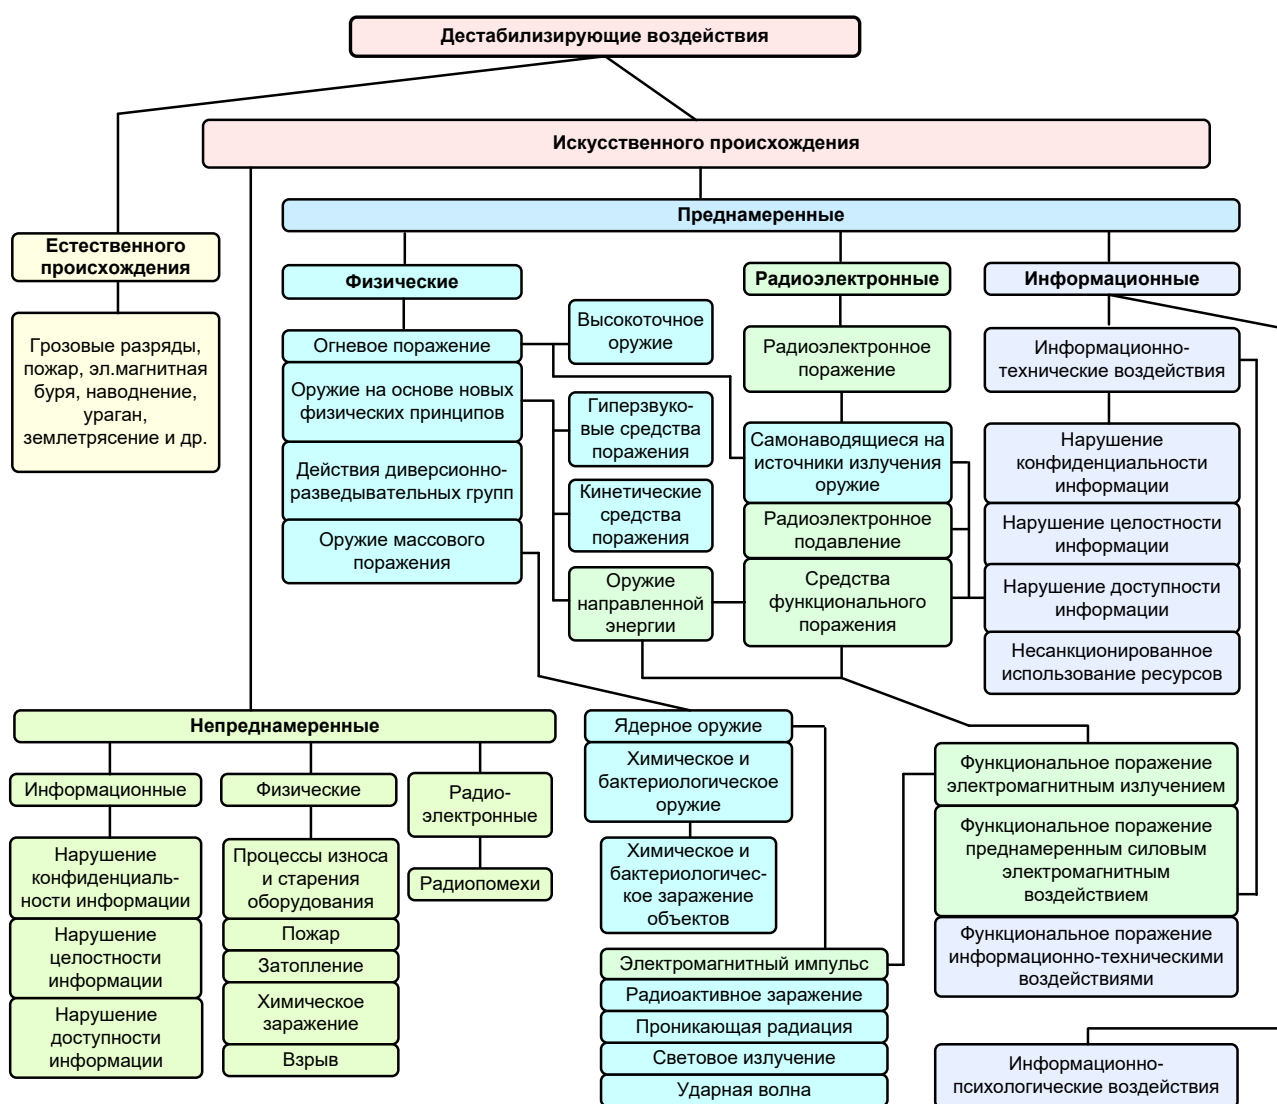 Дестабилизирующие воздействия
Искусственного происхождения
Преднамеренные
Естественного
происхождения
Грозовые разряды,
пожар, эл.магнитная
буря, наводнение,
ураган,
землетрясение и др.
Физические
Огневое поражение
Оружие на основе новых
физических принципов
Действия диверсионно-
разведывательных групп
Оружие массового
поражения
Высокоточное
оружие
Гиперзвуко-
вые средства
поражения
Кинетические
средства
поражения
Оружие
направленной
энергии
Радиоэлектронные
Радиоэлектронное
поражение
Самонаводящиеся на
источники излучения
оружие
Радиоэлектронное
подавление
Средства
функционального
поражения
Информационные
Информационно-
технические воздействия
Нарушение
конфиденциальности
информации
Нарушение целостности
информации
Нарушение доступности
информации
Несанкционированное
использование ресурсов
Непреднамеренные
Информационные
Нарушение
конфиденциаль-
ности информации
Нарушение
целостности
информации
Нарушение
доступности
информации
Физические
Процессы износа
и старения
оборудования
Пожар
Затопление
Химическое
заражение
Взрыв
Радио-
электронные
Радиопомехи
Ядерное оружие
Химическое и
бактериологическое
оружие
Химическое и
бактериологичес-
кое заражение
объектов
Электромагнитный импульс
Радиоактивное заражение
Проникающая радиация
Световое излучение
Ударная волна
Функциональное поражение
электромагнитным излучением
Функциональное поражение
преднамеренным силовым
электромагнитным
воздействием
Функциональное поражение
информационно-техническими
воздействиями
Информационно-
психологические воздействия